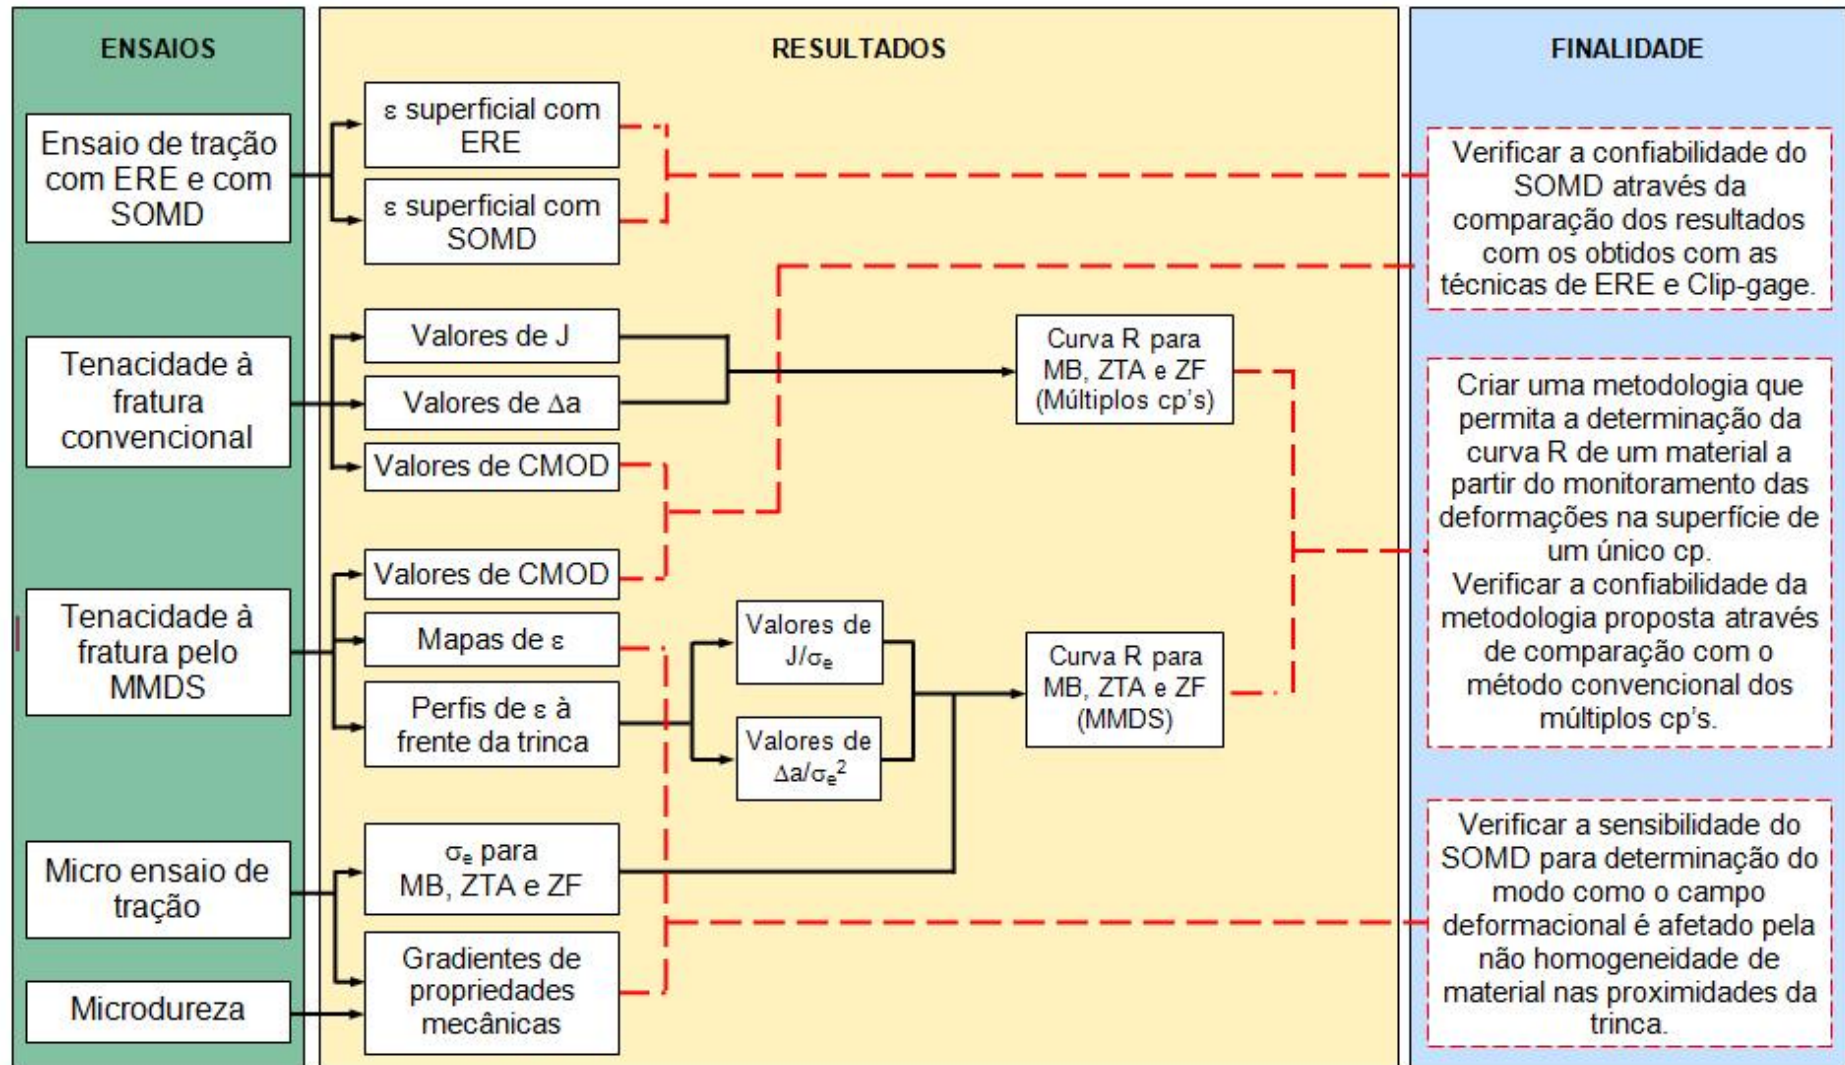 ENSAIOS
Ensaio de tração
com ERE e com
SOMD
Tenacidade à
fratura
convencional
Tenacidade à
fratura pelo
MMDS
Micro ensaio de
tração
Microdureza
RESULTADOS
ε superficial com
ERE
ε superficial com
SOMD
Valores de J
Valores de Δa
Valores de CMOD
Valores de CMOD
Mapas de ε
Perfis de ε à
frente da trinca
σe para
MB, ZTA e ZF
Gradientes de
propriedades
mecânicas
Valores de
J/σe
Valores de
Δa/σe²
Curva R para
MB, ZTA e ZF
(Múltiplos cp’s)
Curva R para
MB, ZTA e ZF
(MMDS)
FINALIDADE
Verificar a confiabilidade do
SOMD através da
comparação dos resultados
com os obtidos com as
técnicas de ERE e Clip-gage.
Criar uma metodologia que
permita a determinação da
curva R de um material a
partir do monitoramento das
deformações na superfície de
um único cp.
Verificar a confiabilidade da
metodologia proposta através
de comparação com o
método convencional dos
múltiplos cp’s.
Verificar a sensibilidade do
SOMD para determinação do
modo como o campo
deformacional é afetado pela
não homogeneidade de
material nas proximidades da
trinca.